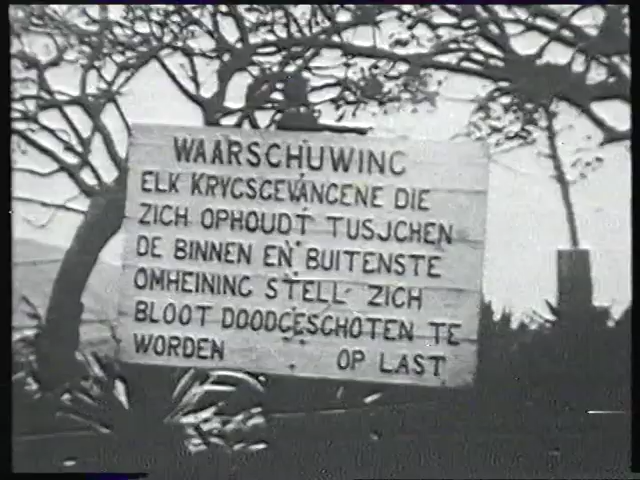 WAARSCHUWING
ELK KRYGSGEVANGENE DIE
ZICH OPHOUDT TUSJCHEN
DE BINNEN EN BUITENSTE
OMHEINING STELL ZICH
BLOOT DOODGESCHOTEN TE
WORDEN OP LAST